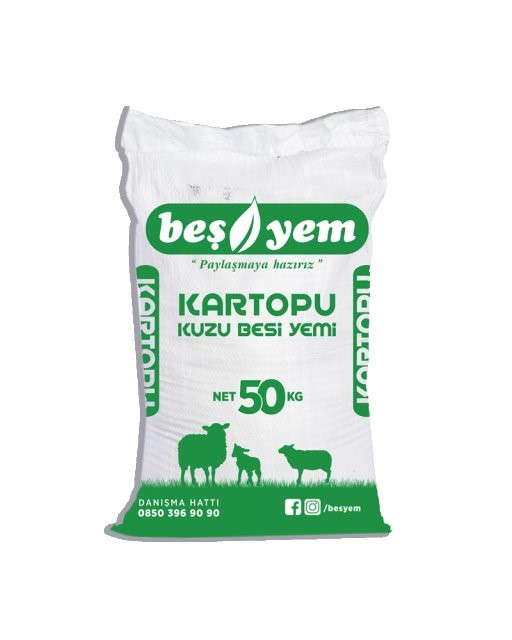 beş yem
“ Paylaşmaya hazırız ”
KARTOPU
KUZU BESİ YEMİ
KARTOPU
KARTOPU
NET 50 KG
DANIŞMA HATTI
0850 396 90 90
/besyem